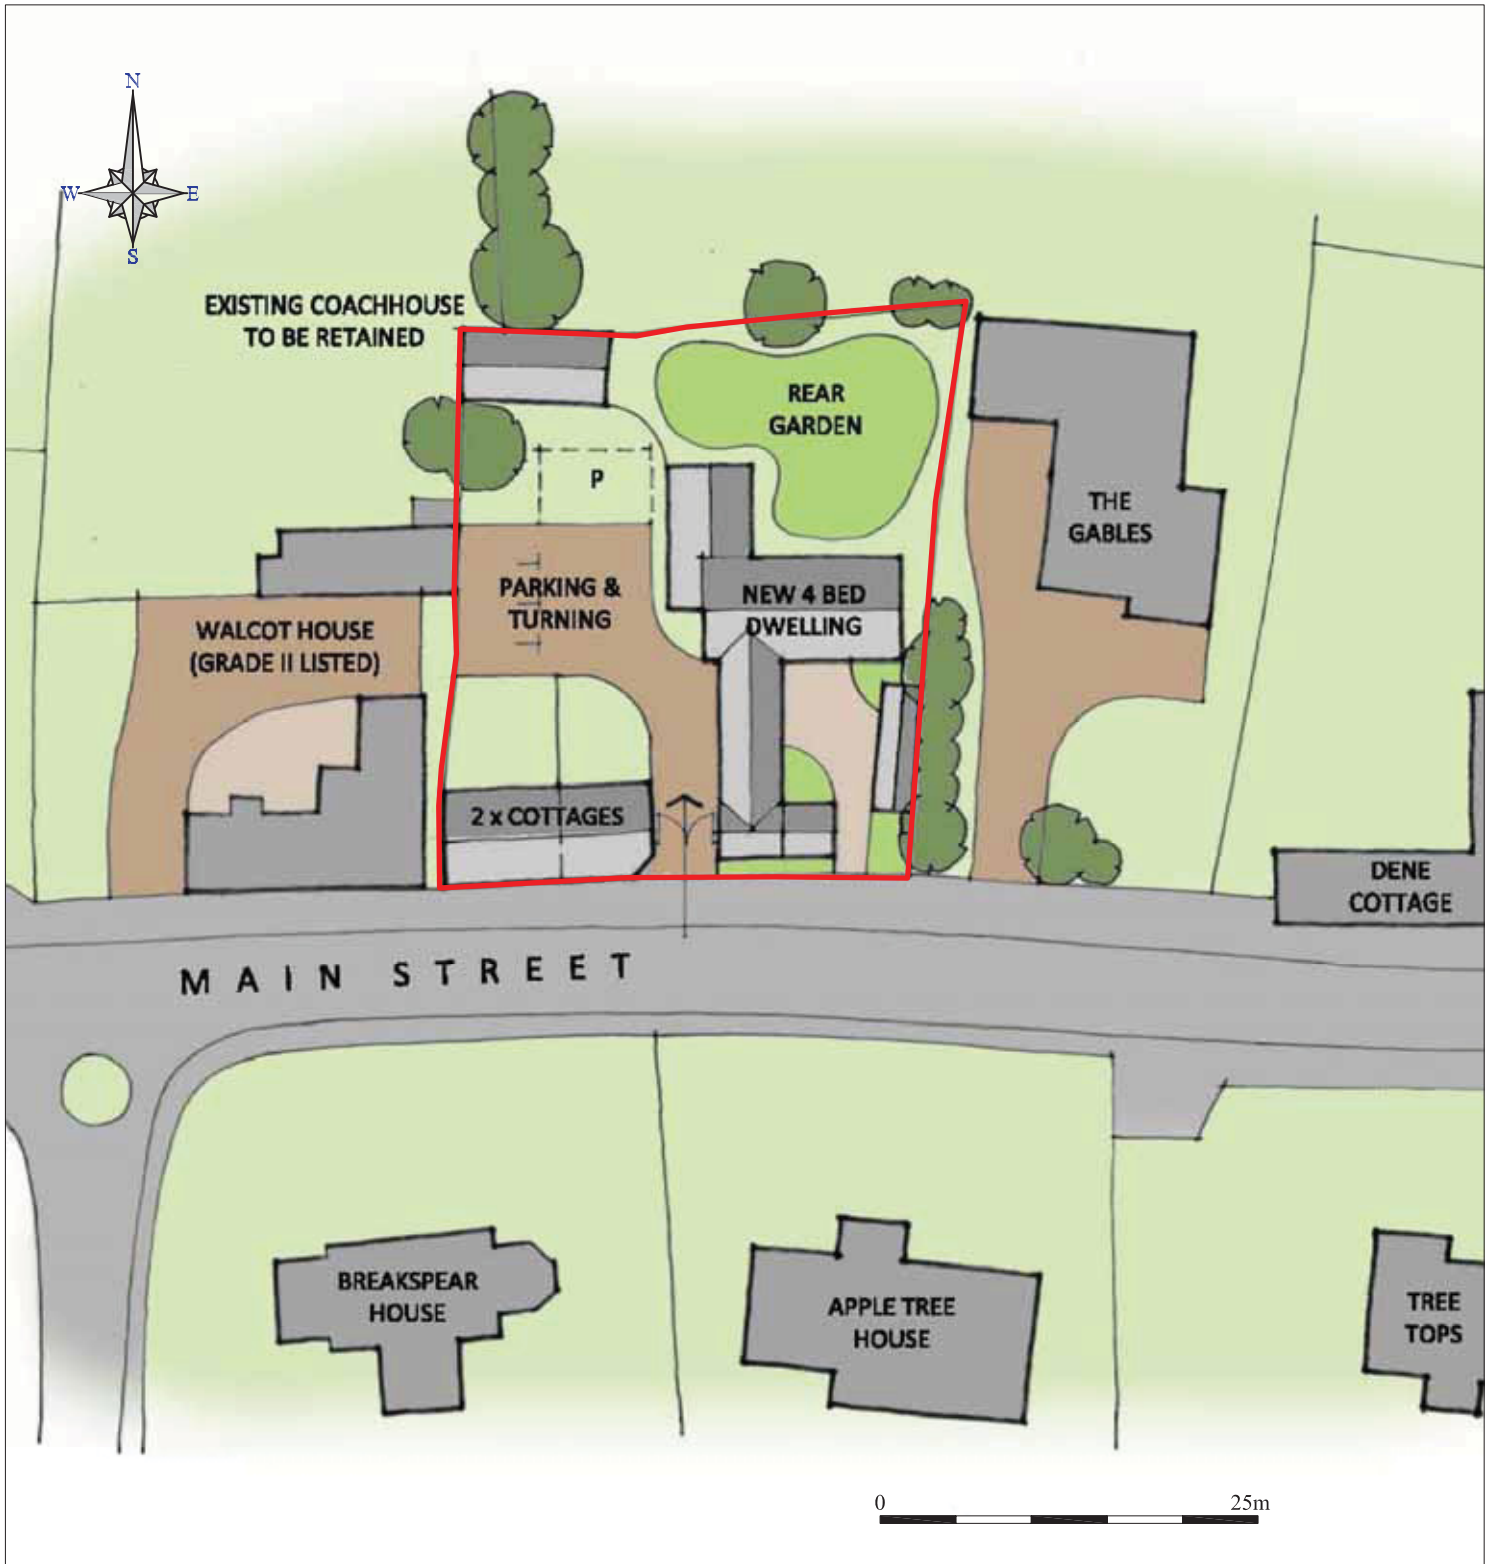 N
W
E
S
EXISTING COACHHOUSE
TO BE RETAINED
REAR
GARDEN
P
THE
GABLES
PARKING &
TURNING
NEW 4 BED
DWELLING
WALCOT HOUSE
(GRADE II LISTED)
2 x COTTAGES
DENE
COTTAGE
MAIN STREET
BREAKSPEAR
HOUSE
APPLE TREE
HOUSE
TREE
TOPS
0
25m